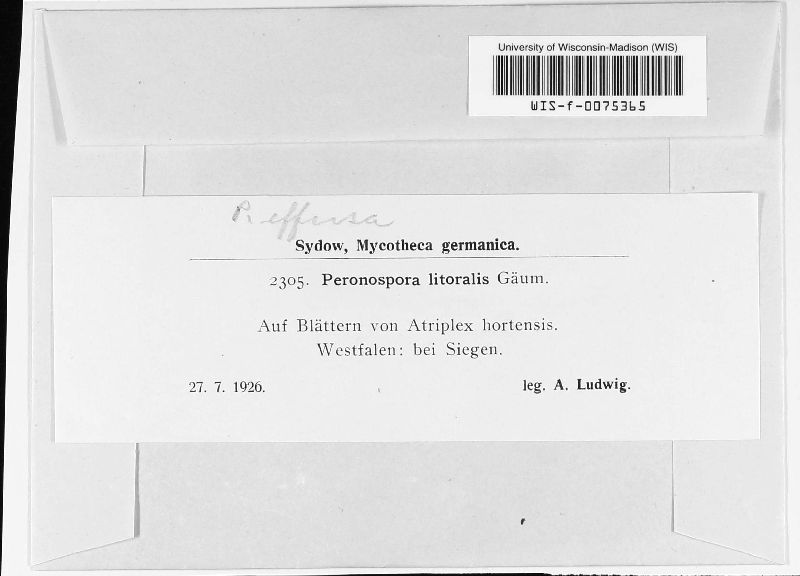 University of Wisconsin-Madison (WIS)
WIS-f-0075365
P. effusa
Sydow, Mycotheca germanica.
2305. Peronospora litoralis Gäum.
Auf Blättern von Atriplex hortensis.
Westfalen: bei Siegen.
27. 7. 1926.
leg. A. Ludwig.